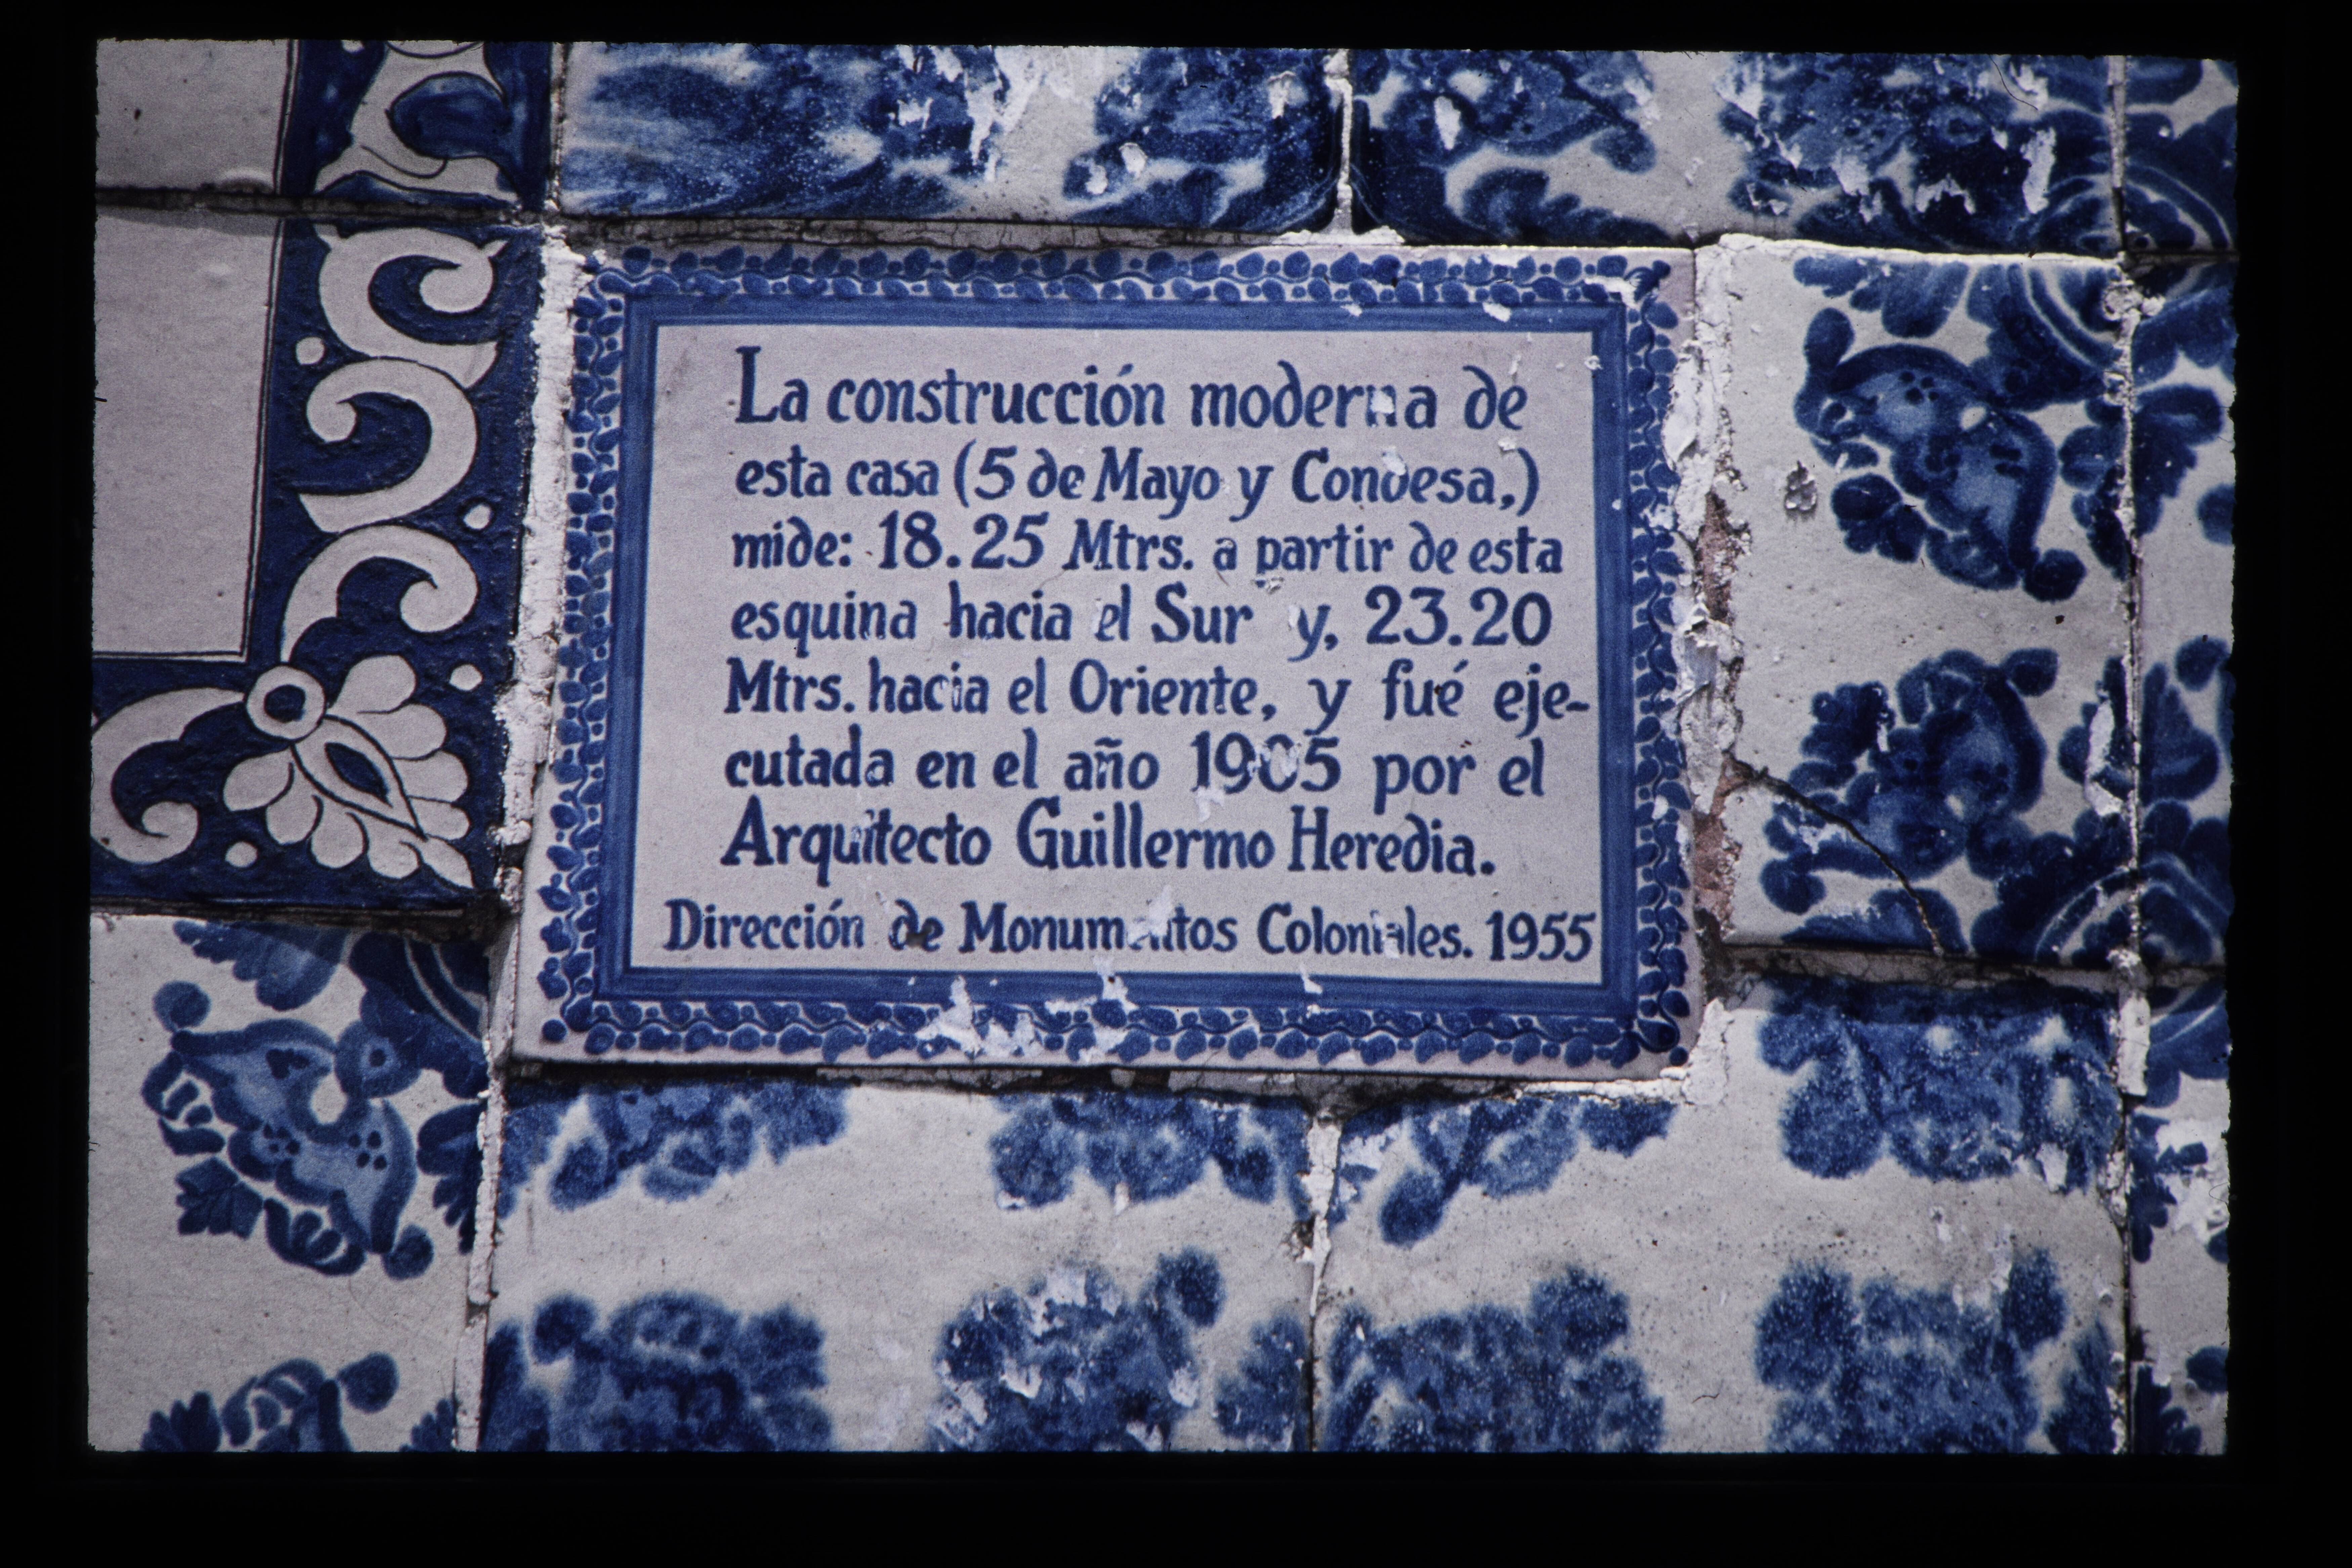 La construcción moderna de
esta casa (5 de Mayo y Condesa,)
mide: 18.25 Mtrs. a partir de esta
esquina hacia el Sur y, 23.20
Mtrs. hacia el Oriente, y fué eje-
cutada en el año 1905 por el
Arquitecto Guillermo Heredia.
Dirección de Monumentos Coloniales. 1955